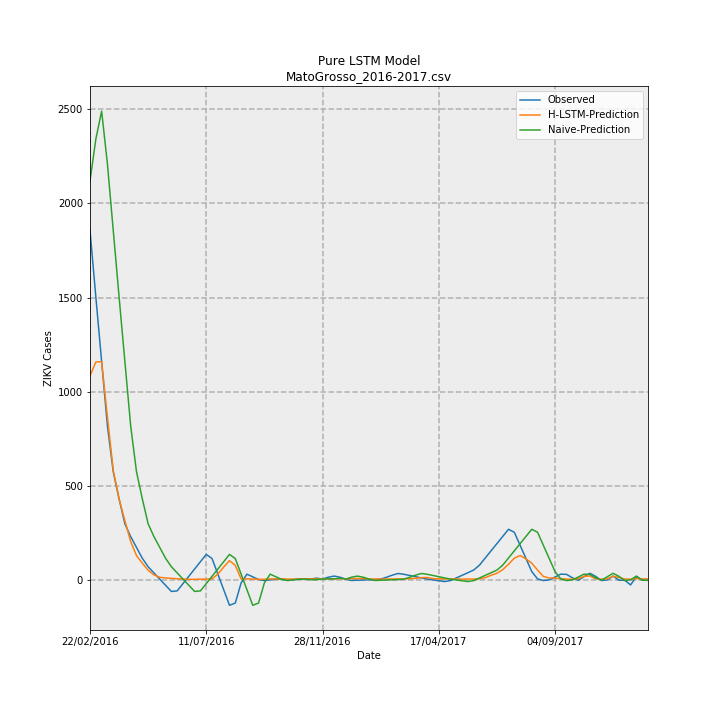 Pure LSTM Model
MatoGrosso_2016-2017.csv
Observed
H-LSTM-Prediction
Naive-Prediction
2500
2000
1500
1000
500
0
ZIKV Cases
22/02/2016
11/07/2016
28/11/2016
17/04/2017
04/09/2017
Date